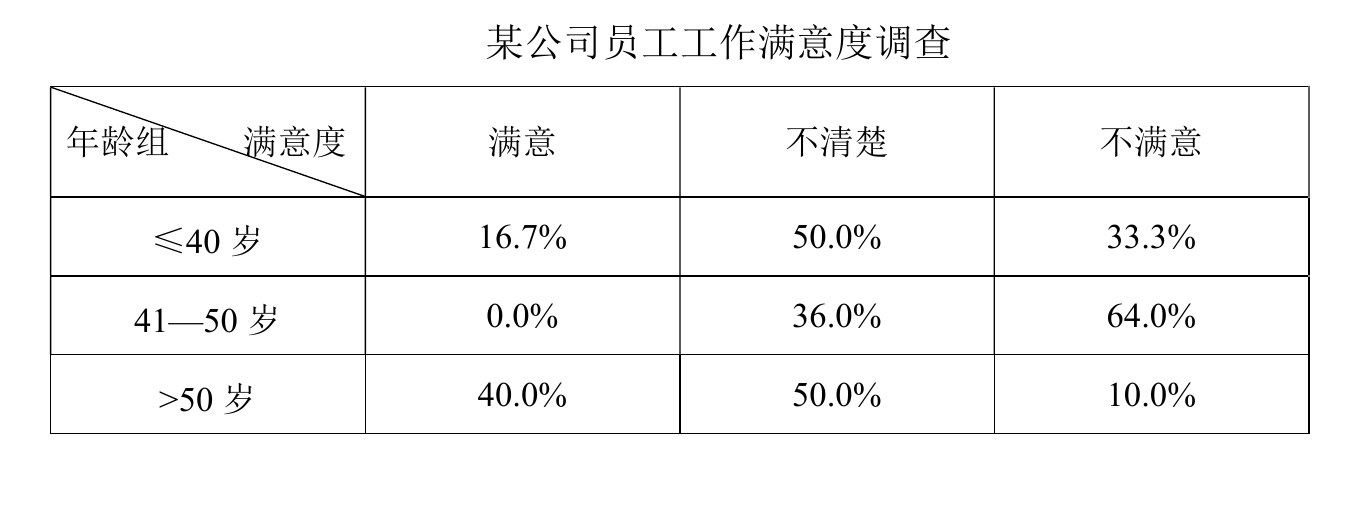 某公司员工工作满意度调查
年龄组 满意度 满意 不清楚 不满意
≤40 岁 16.7% 50.0% 33.3%
41—50 岁 0.0% 36.0% 64.0%
>50 岁 40.0% 50.0% 10.0%